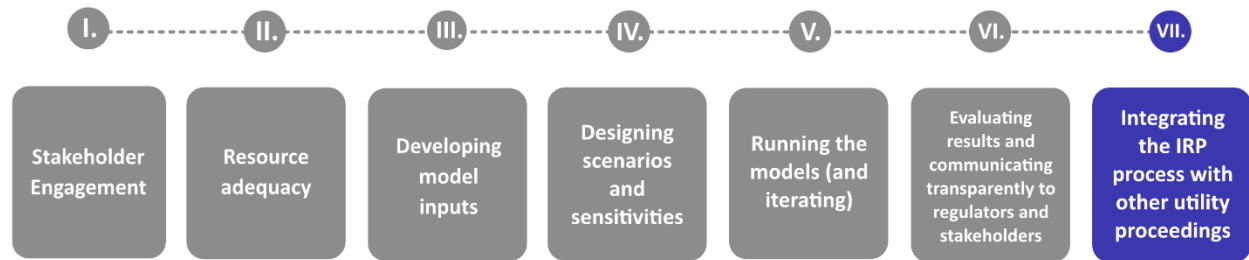 I.
II.
III.
IV.
V.
VI.
VII.
Stakeholder
Engagement
Resource
adequacy
Developing
model
inputs
Designing
scenarios
and
sensitivities
Running the
models (and
iterating)
Evaluating
results and
communicating
transparently to
regulators and
stakeholders
Integrating
the IRP
process with
other utility
proceedings